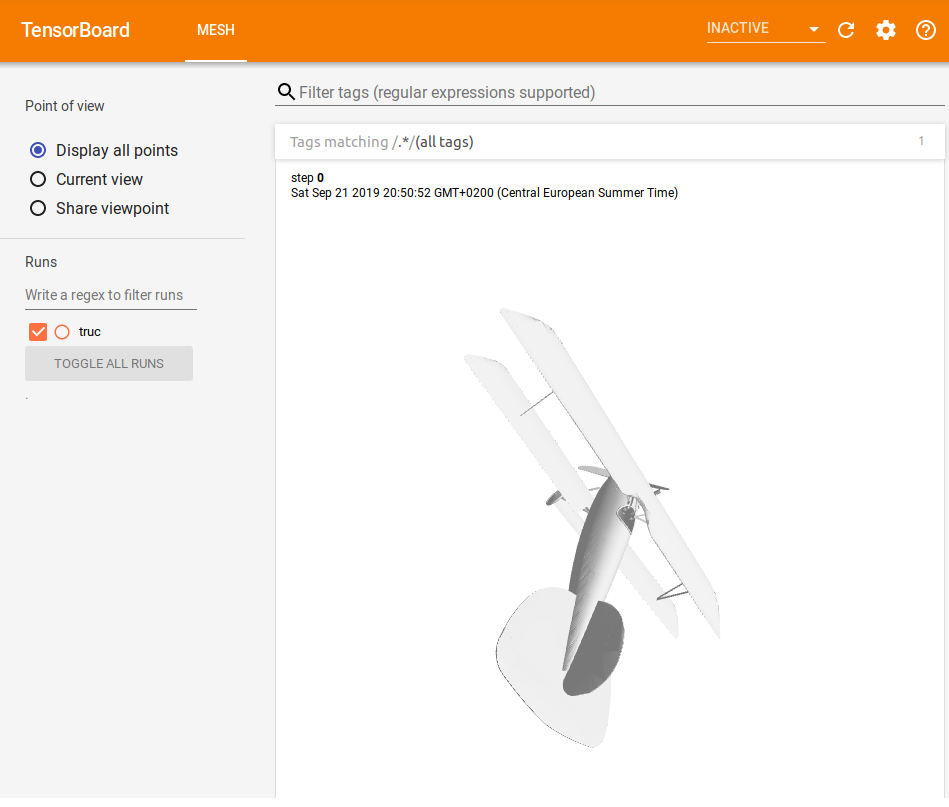 TensorBoard MESH INACTIVE
Filter tags (regular expressions supported)
Point of view
Tags matching /.*/(all tags) 1
Display all points
Current view
Share viewpoint
step 0
Sat Sep 21 2019 20:50:52 GMT+0200 (Central European Summer Time)
Runs
Write a regex to filter runs
truc
TOGGLE ALL RUNS
.